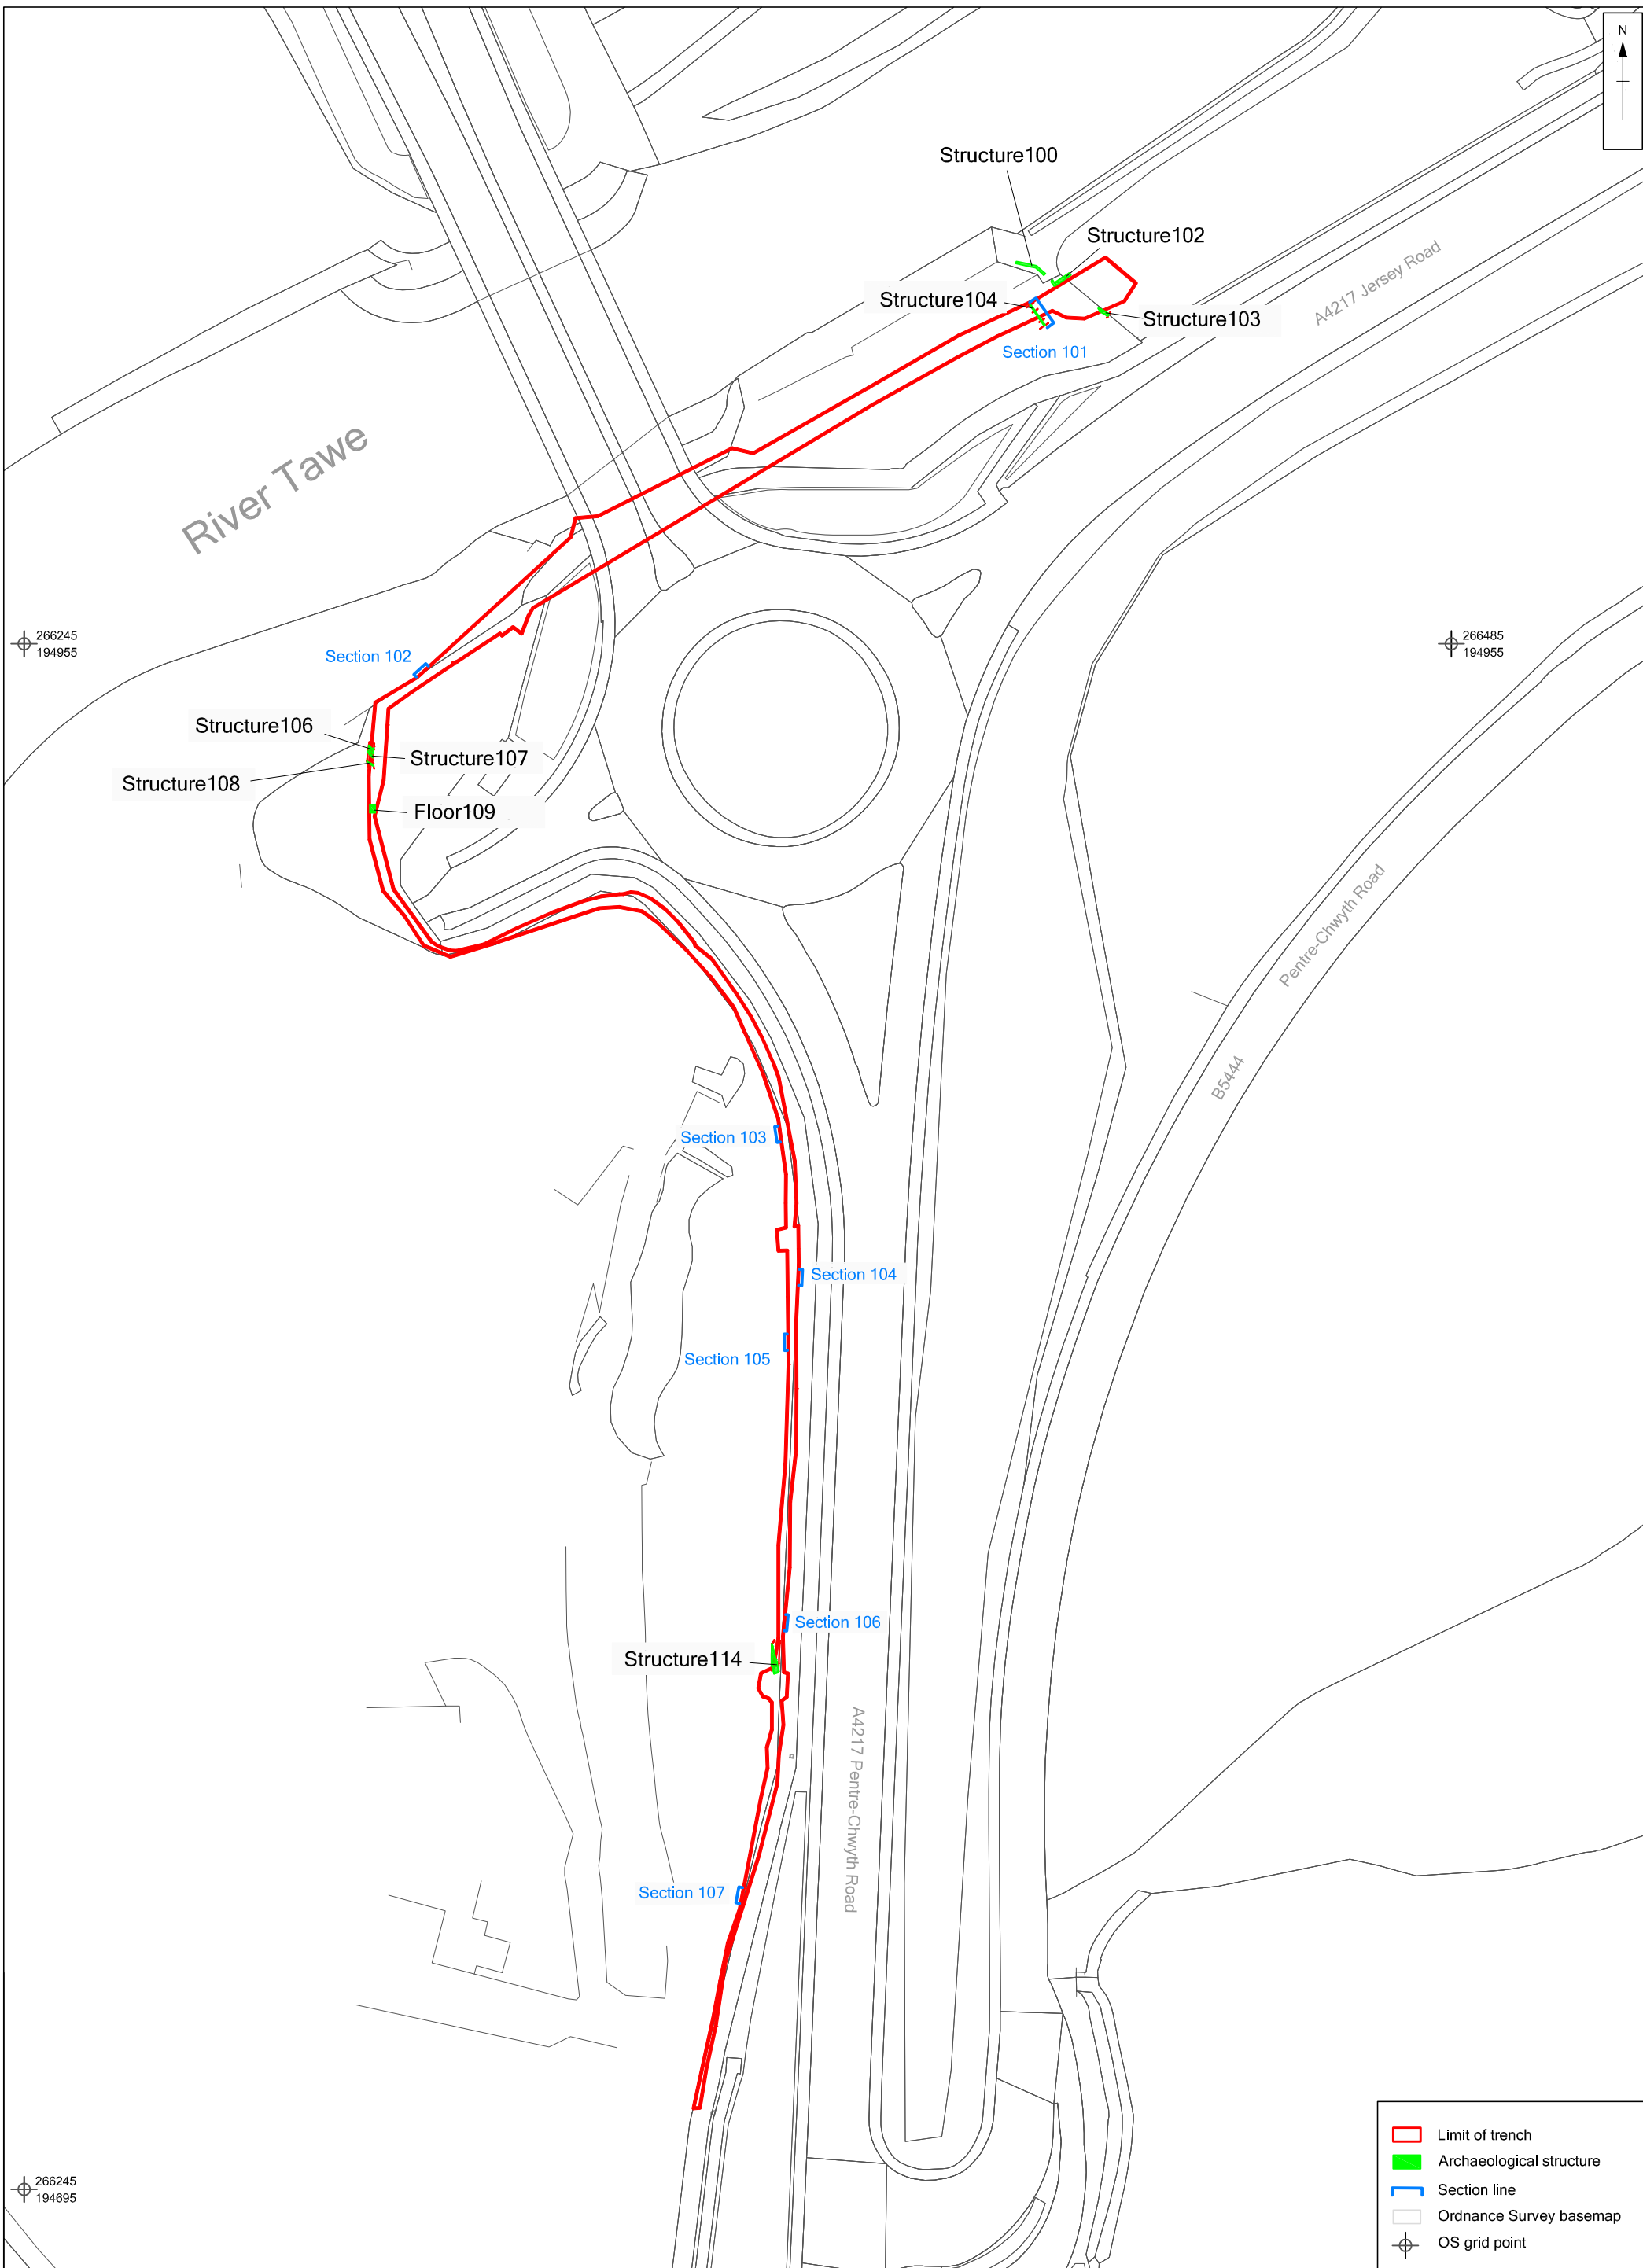 N
Structure100
Structure102
Structure104
Structure103
Section 101
A4217 Jersey Road
River Tawe
266245
194955
266485
194955
Section 102
Structure106
Structure107
Structure108
Floor109
Pentre-Chwyth Road
B5444
Section 103
Section 104
Section 105
Section 106
Structure114
A4217 Pentre-Chwyth Road
Section 107
266245
194695
Limit of trench
Archaeological structure
Section line
Ordnance Survey basemap
OS grid point